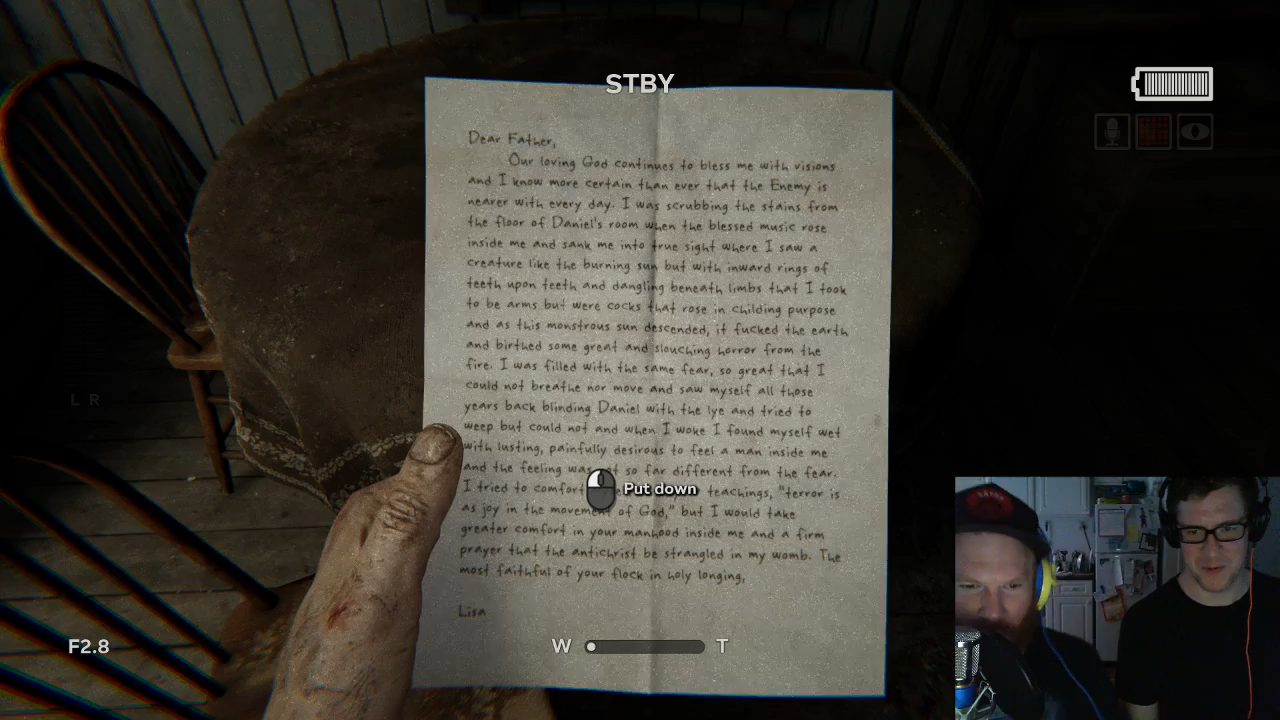 STBY
Dear Father,
Our loving God continues to bless me with visions
and I know more certain than ever that the Enemy is
nearer with every day. I was scrubbing the stains from
the floor of Daniel's room when the blessed music rose
inside me and sank me into true sight where I saw a
creature like the burning sun but with inward rings of
teeth upon teeth and dangling beneath limbs that I took
to be arms but were cocks that rose in childing purpose
and as this monstrous sun descended, it fucked the earth
and birthed some great and slouching horror from the
fire. I was filled with the same fear, so great that I
could not breathe nor move and saw myself all those
years back blinding Daniel with the lye and tried to
weep but could not and when I woke I found myself wet
with lusting, painfully desirous to feel a man inside me
and the feeling was so far different from the fear.
I tried to comfort teachings, "terror is
as joy in the movement of God," but I would take
greater comfort in your manhood inside me and a firm
prayer that the antichrist be strangled in my womb. The
most faithful of your flock in holy longing,
Lisa
Put down
L R
F2.8
W T